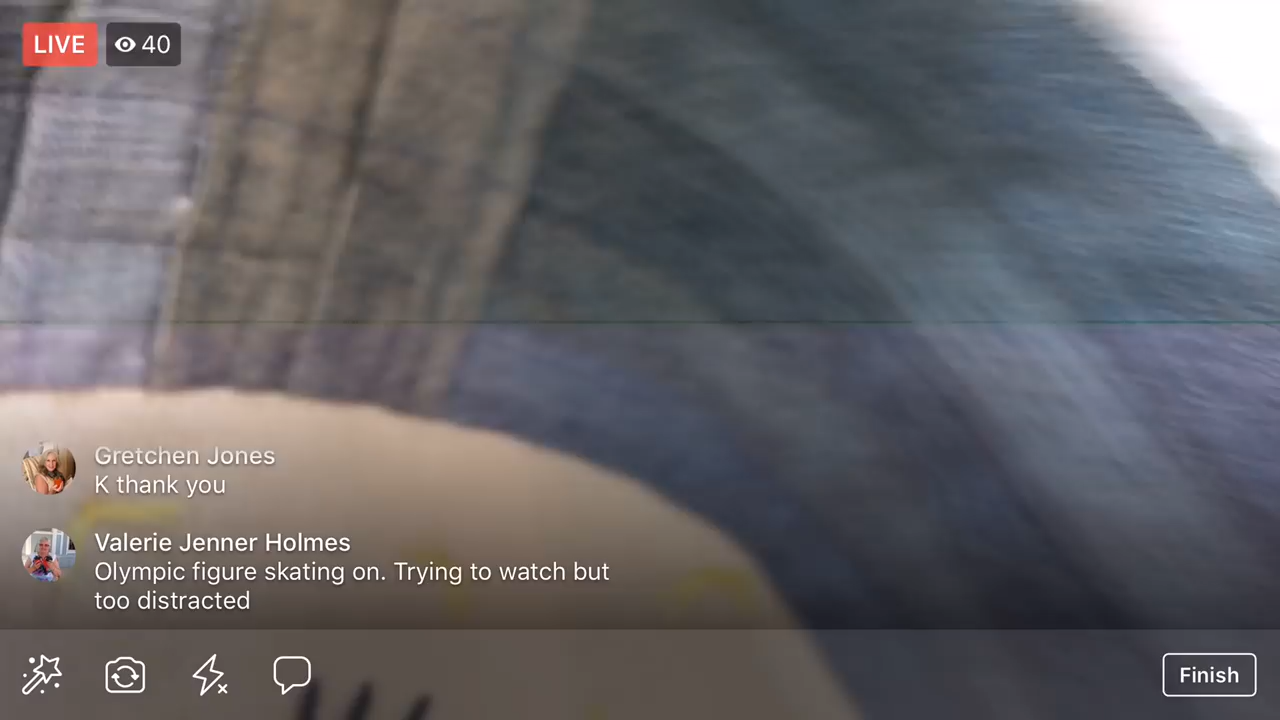 LIVE
40
Gretchen Jones
K thank you
Valerie Jenner Holmes
Olympic figure skating on. Trying to watch but
too distracted
Finish